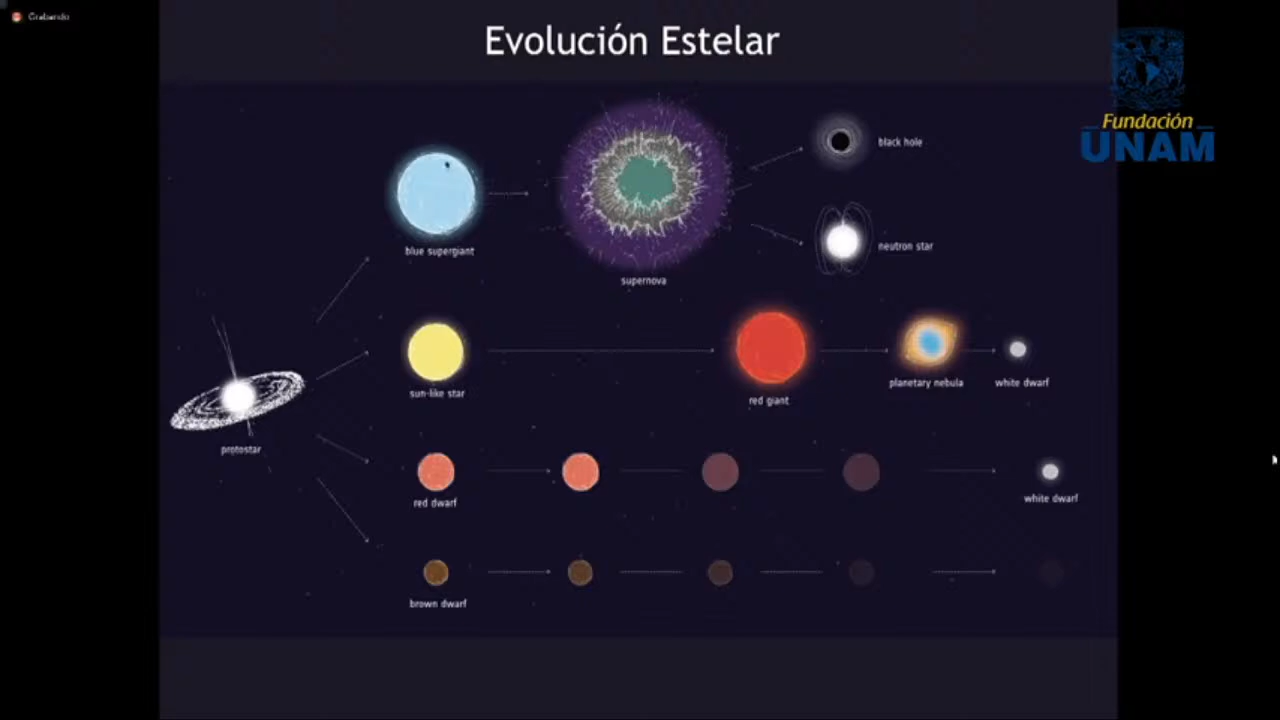 Grabando
Evolución Estelar
Fundación
UNAM
black hole
blue supergiant
neutron star
supernova
sun-like star
red giant
planetary nebula
white dwarf
protostar
red dwarf
white dwarf
brown dwarf